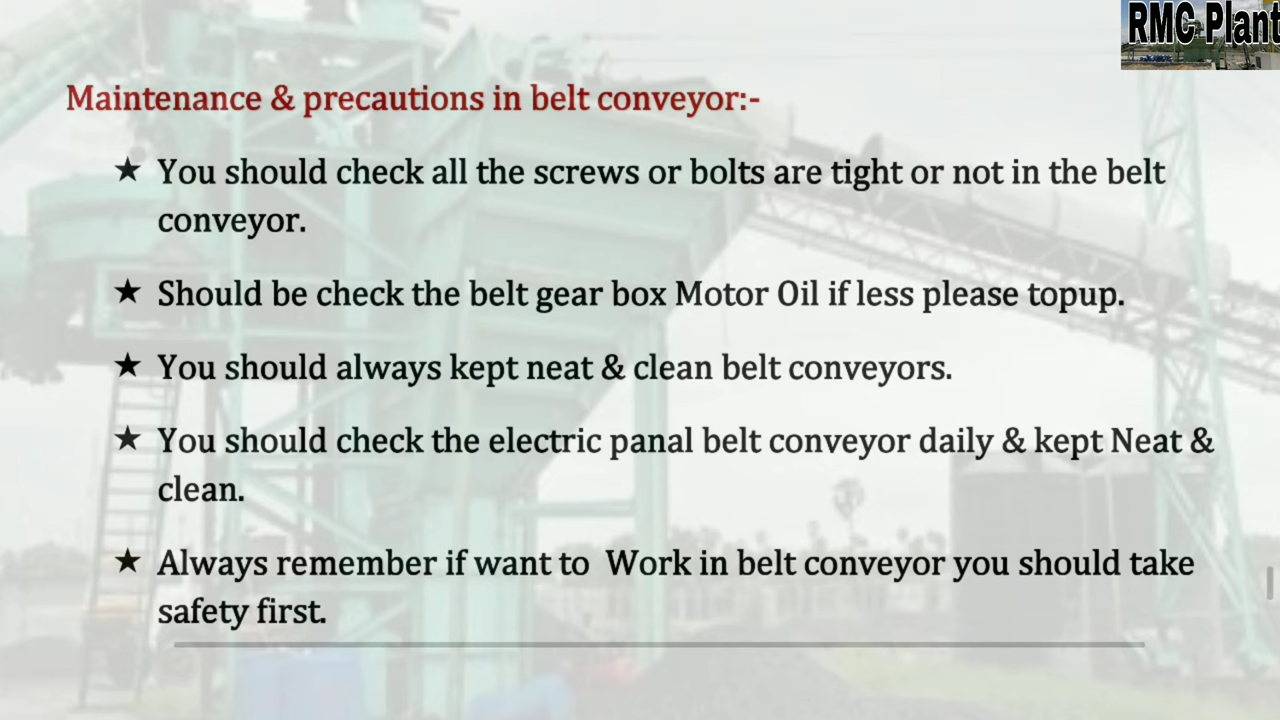 RMC Plant
Maintenance & precautions in belt conveyor:-
★ You should check all the screws or bolts are tight or not in the belt
conveyor.
★ Should be check the belt gear box Motor Oil if less please topup.
★ You should always kept neat & clean belt conveyors.
★ You should check the electric panal belt conveyor daily & kept Neat &
clean.
★ Always remember if want to Work in belt conveyor you should take
safety first.